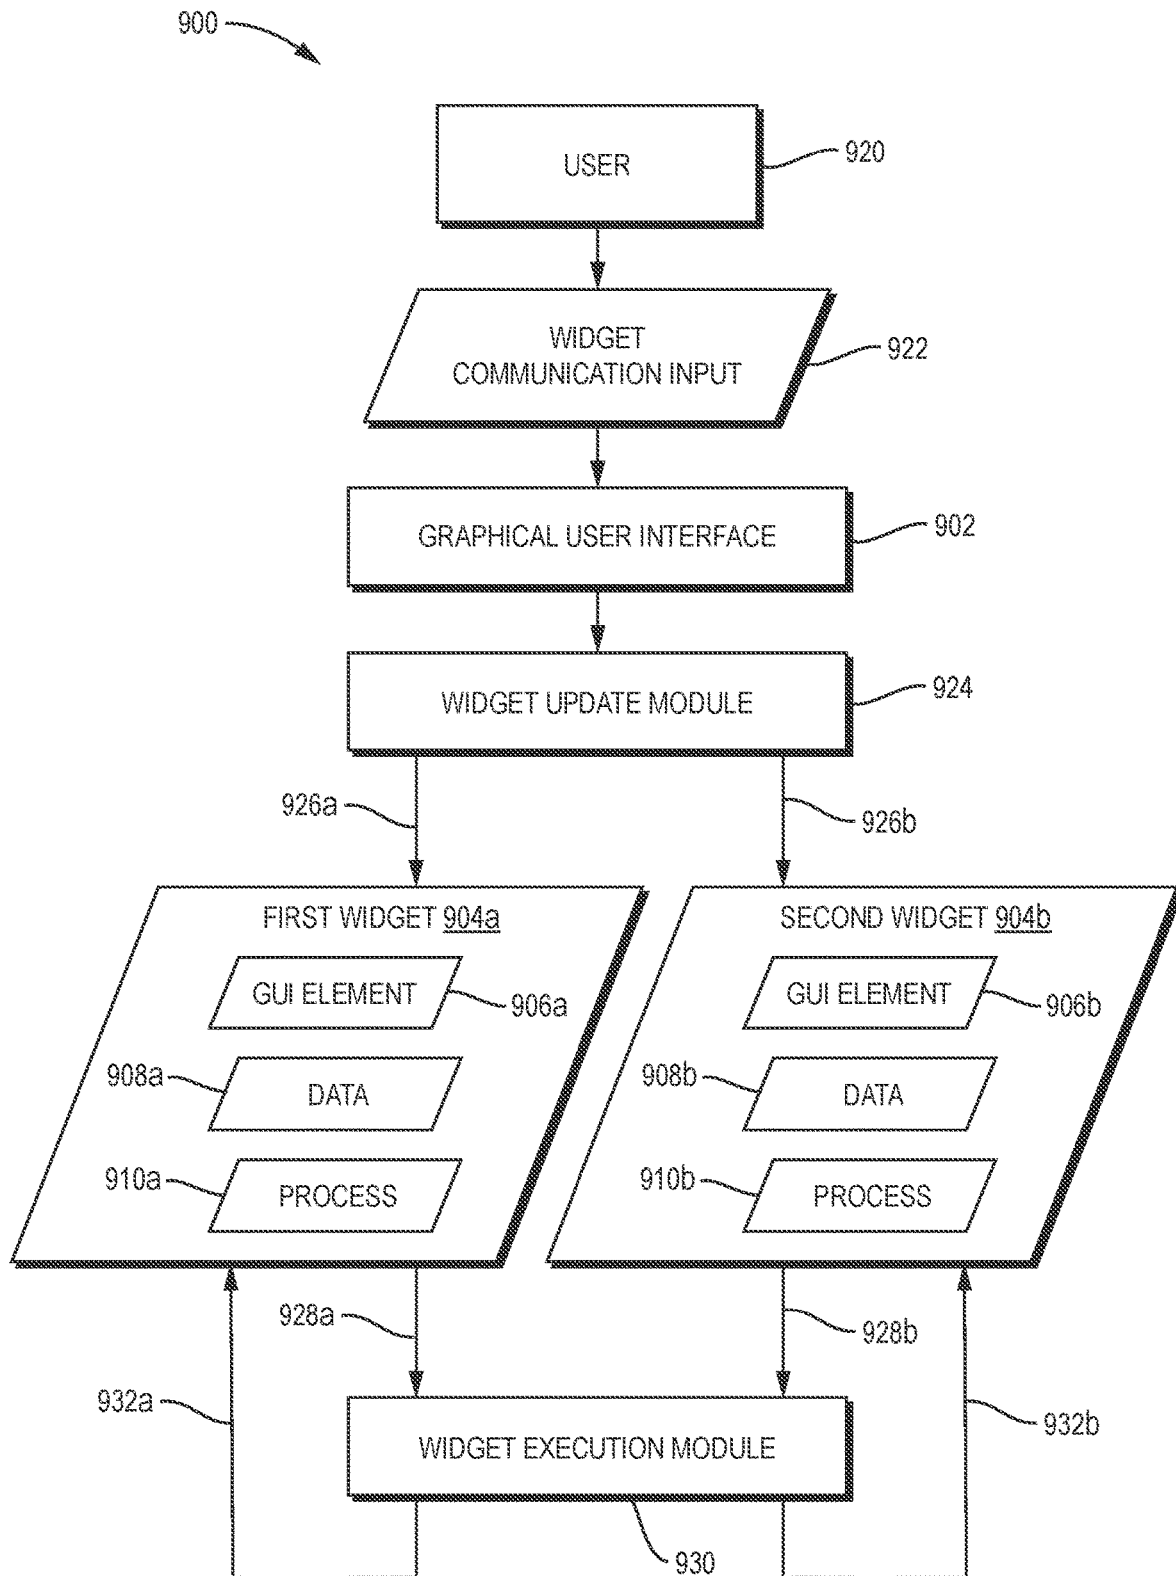 900
USER
920
WIDGET
COMMUNICATION INPUT
922
GRAPHICAL USER INTERFACE
902
WIDGET UPDATE MODULE
924
926a
926b
FIRST WIDGET 904a
GUI ELEMENT
906a
908a
DATA
910a
PROCESS
SECOND WIDGET 904b
GUI ELEMENT
906b
908b
DATA
910b
PROCESS
928a
928b
932a
932b
WIDGET EXECUTION MODULE
930